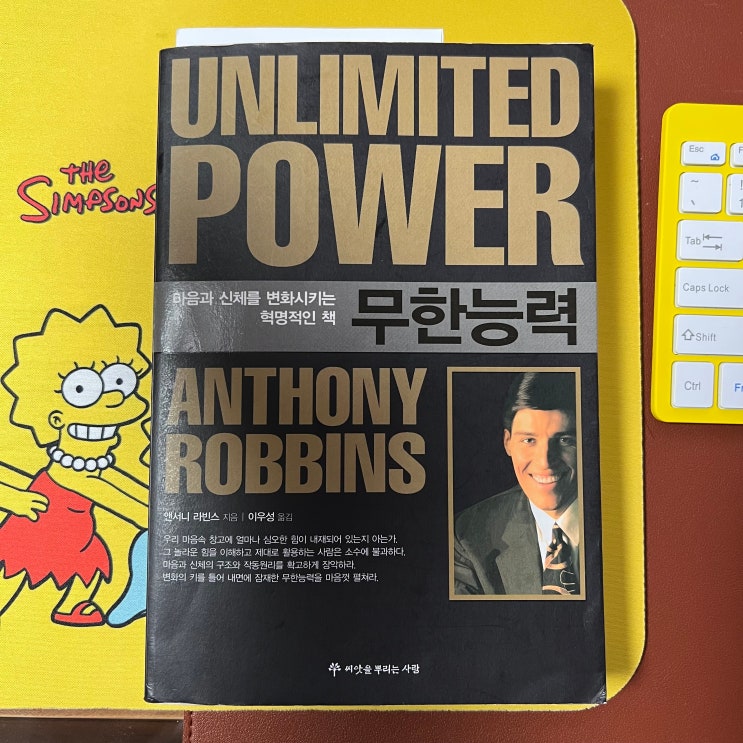 UNLIMITED
POWER
마음과 신체를 변화시키는
혁명적인 책
무한능력
ANTHONY
ROBBINS
앤서니 라빈스 지음 | 이우성 옮김
우리 마음속 창고에 얼마나 심오한 힘이 내재되어 있는지 아는가.
그 놀라운 힘을 이해하고 제대로 활용하는 사람은 소수에 불과하다.
마음과 신체의 구조와 작동원리를 확고하게 장악하라.
변화의 키를 틀어 내면에 잠재한 무한능력을 마음껏 펼쳐라.
씨앗을 뿌리는 사람
THE
SIMPSONS
Esc
F
~
!
、
1
Tab
Caps Lock
Shift
Ctrl
Fn